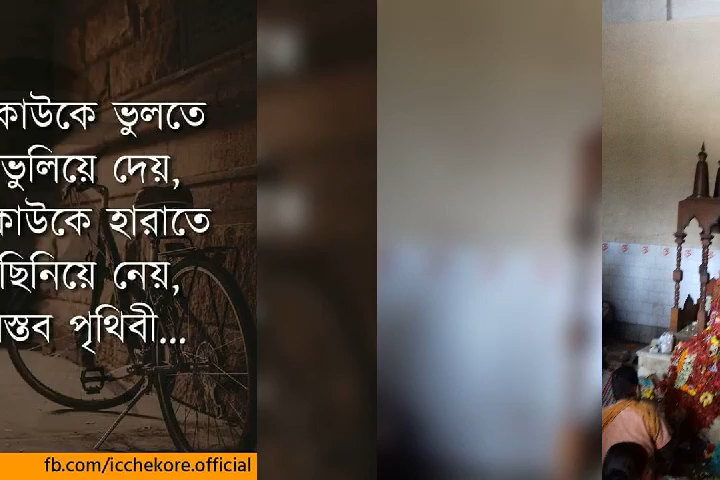 কাউকে ভুলতে
ভুলিয়ে দেয়,
কাউকে হারাতে
ছিনিয়ে নেয়,
পৃথিবী...
fb.com/icchekore.official